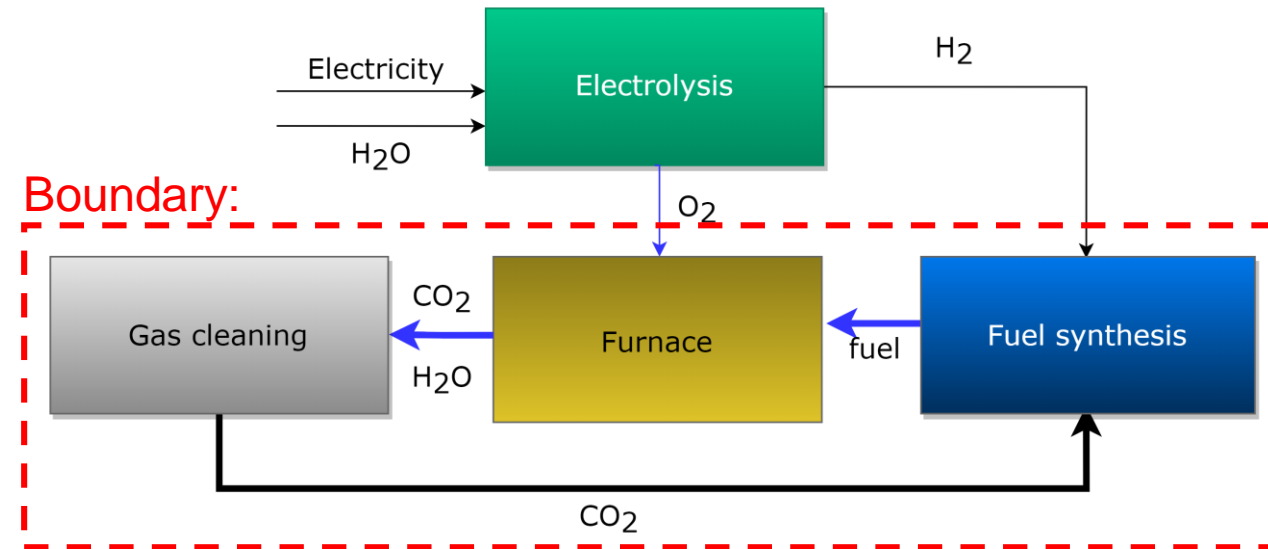 Electricity
H2O
Electrolysis
H2
O2
Boundary:
Gas cleaning
CO2
H2O
Furnace
fuel
Fuel synthesis
CO2